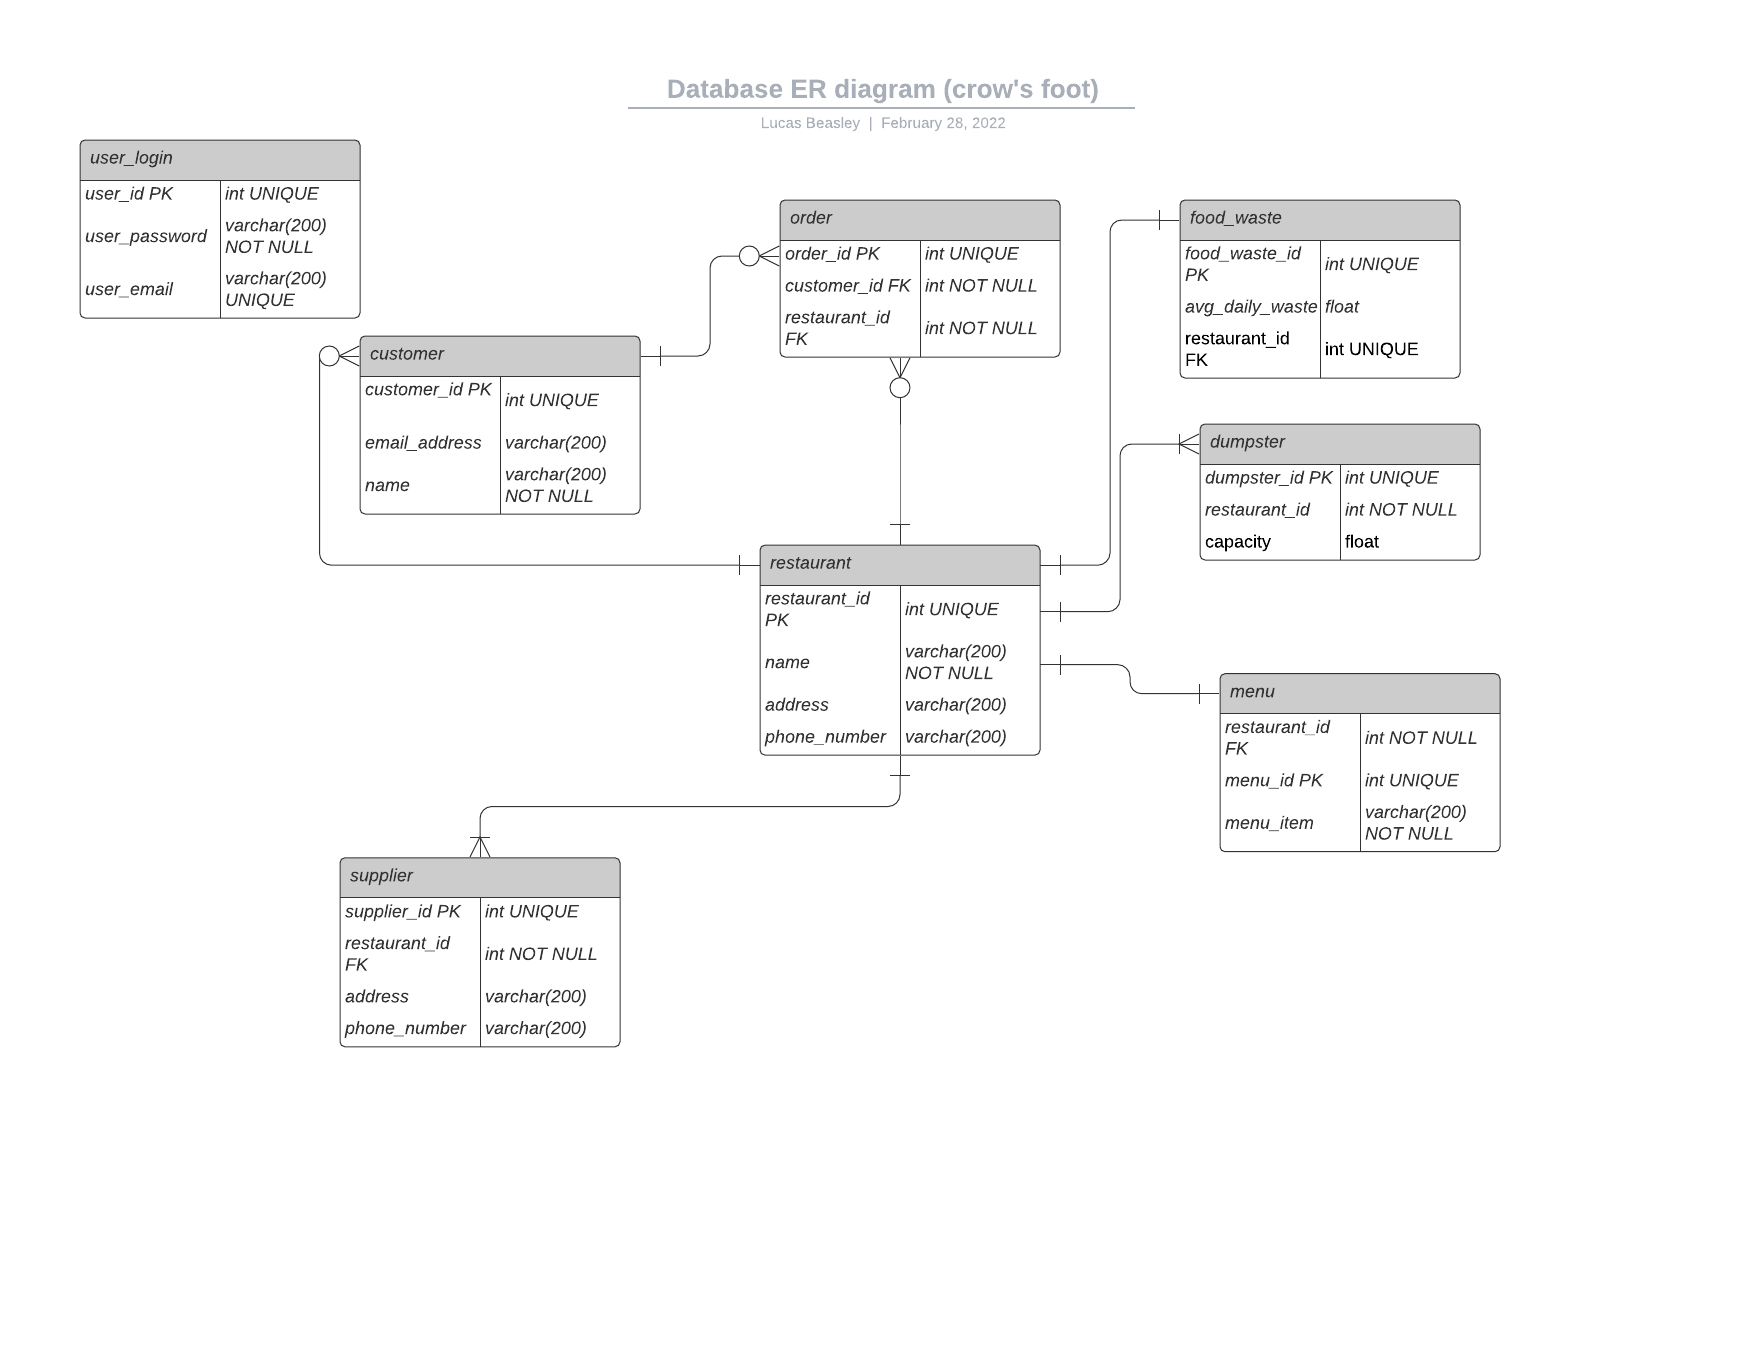 Database ER diagram (crow's foot)
Lucas Beasley | February 28, 2022
user_login
user_id PK
int UNIQUE
user_password
varchar(200)
NOT NULL
user_email
varchar(200)
UNIQUE
order
order_id PK
int UNIQUE
customer_id FK
int NOT NULL
restaurant_id
FK
int NOT NULL
food_waste
food_waste_id
PK
int UNIQUE
avg_daily_waste
float
restaurant_id
FK
int UNIQUE
customer
customer_id PK
int UNIQUE
email_address
varchar(200)
name
varchar(200)
NOT NULL
dumpster
dumpster_id PK
int UNIQUE
restaurant_id
int NOT NULL
capacity
float
restaurant
restaurant_id
PK
int UNIQUE
name
varchar(200)
NOT NULL
address
varchar(200)
phone_number
varchar(200)
menu
restaurant_id
FK
int NOT NULL
menu_id PK
int UNIQUE
menu_item
varchar(200)
NOT NULL
supplier
supplier_id PK
int UNIQUE
restaurant_id
FK
int NOT NULL
address
varchar(200)
phone_number
varchar(200)